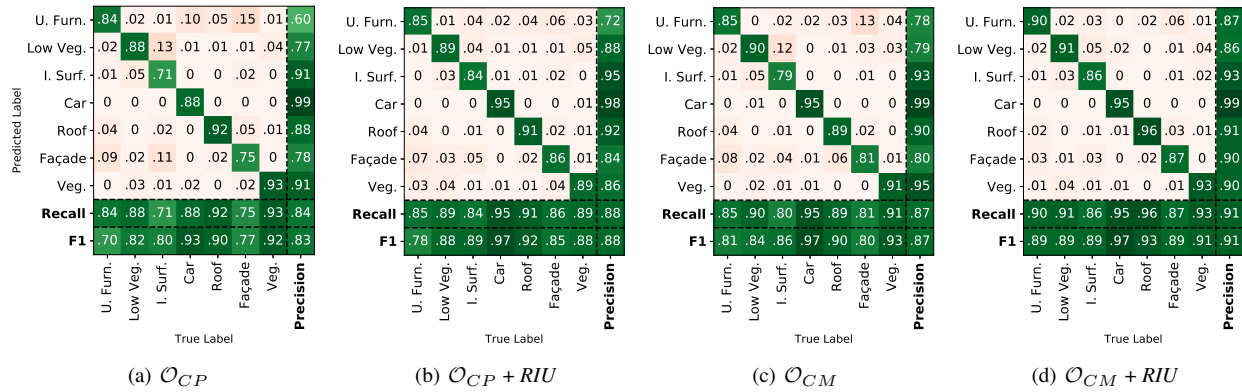 U. Furn. .84 .02 .01 .10 .02 .15 .01 .60
Low Veg. .02 .88 .13 .01 .01 .01 .04 .77
I. Surf. .01 .05 .71 0 0 .02 0 .91
Car 0 0 0 .88 0 0 0 .99
Roof .04 0 .02 0 .92 .05 .01 .88
Façade .09 .02 .11 0 .02 .75 .01 .78
Veg. 0 .03 .01 .02 0 .02 .93 .91
Recall .84 .88 .71 .88 .92 .75 .93 .84
F1 .70 .82 .80 .93 .90 .77 .92 .83
U. Furn. Low Veg. I. Surf. Car Roof Façade Veg. Precision
True Label
Predicted Label
(a) 𝒪CP
U. Furn. .85 .01 .04 .02 .04 .06 .03 .72
Low Veg. .01 .89 .04 .01 .01 .01 .05 .88
I. Surf. 0 .03 .84 0 0 .01 0 .95
Car 0 0 0 .95 0 0 .01 .98
Roof .04 0 .01 .01 .91 .02 .01 .92
Façade .07 .03 .05 0 .02 .86 .02 .84
Veg. .03 .04 .01 .01 .02 .04 .89 .86
Recall .85 .89 .84 .95 .91 .86 .89 .88
F1 .78 .88 .89 .97 .92 .85 .88 .88
U. Furn. Low Veg. I. Surf. Car Roof Façade Veg. Precision
True Label
(b) 𝒪CP + RIU
U. Furn. .85 0 .02 .03 .04 .13 .04 .78
Low Veg. .02 .90 .12 0 .01 .03 .03 .79
I. Surf. .01 .05 .79 0 0 .01 0 .93
Car 0 .01 0 .95 0 0 0 .99
Roof .04 0 .01 .01 .89 .02 0 .90
Façade .08 .02 .04 .01 .06 .81 .01 .80
Veg. 0 .02 .01 0 0 .01 .91 .95
Recall .85 .90 .80 .95 .89 .81 .91 .87
F1 .81 .84 .86 .97 .90 .80 .93 .87
U. Furn. Low Veg. I. Surf. Car Roof Façade Veg. Precision
True Label
(c) 𝒪CM
U. Furn. .90 .02 .03 0 .02 .06 .01 .87
Low Veg. .02 .91 .05 .02 0 .01 .02 .86
I. Surf. .01 .03 .86 0 0 .01 0 .93
Car 0 0 0 .95 0 0 0 .99
Roof .02 0 .01 0 .96 .03 .01 .91
Façade .03 .01 .03 0 .02 .87 .02 .90
Veg. .01 .04 .01 .02 .01 .03 .93 .90
Recall .90 .91 .86 .95 .96 .87 .93 .91
F1 .89 .89 .89 .97 .93 .89 .91 .91
U. Furn. Low Veg. I. Surf. Car Roof Façade Veg. Precision
True Label
(d) 𝒪CM + RIU